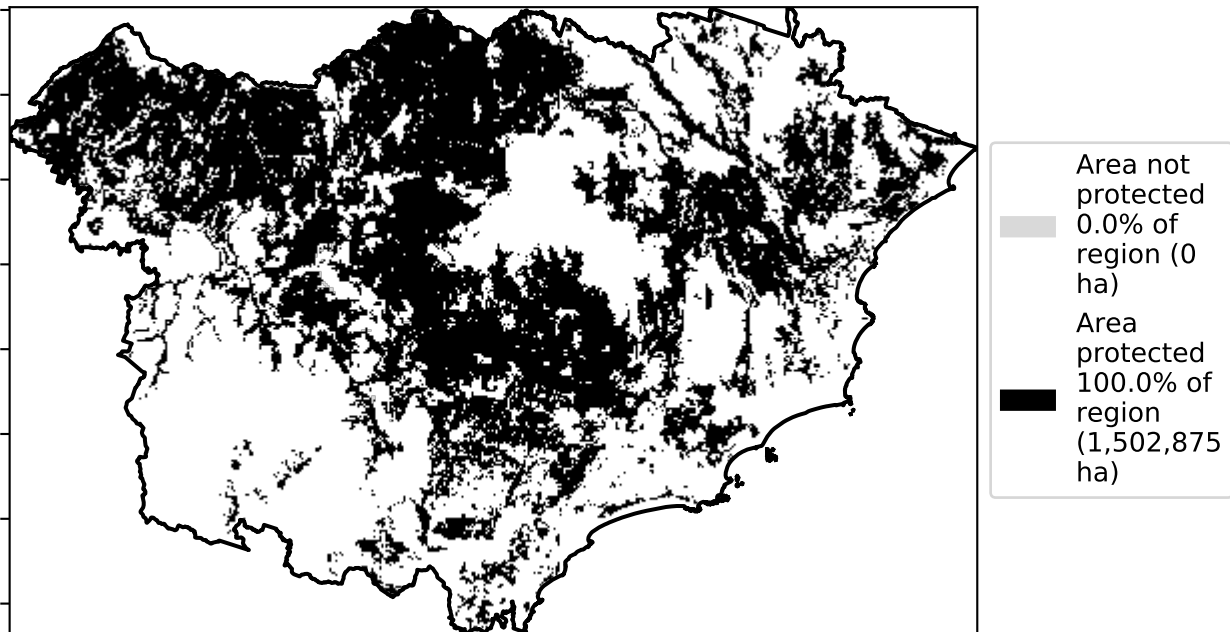 Area not
protected
0.0% of
region (0
ha)
Area
protected
100.0% of
region
(1,502,875
ha)